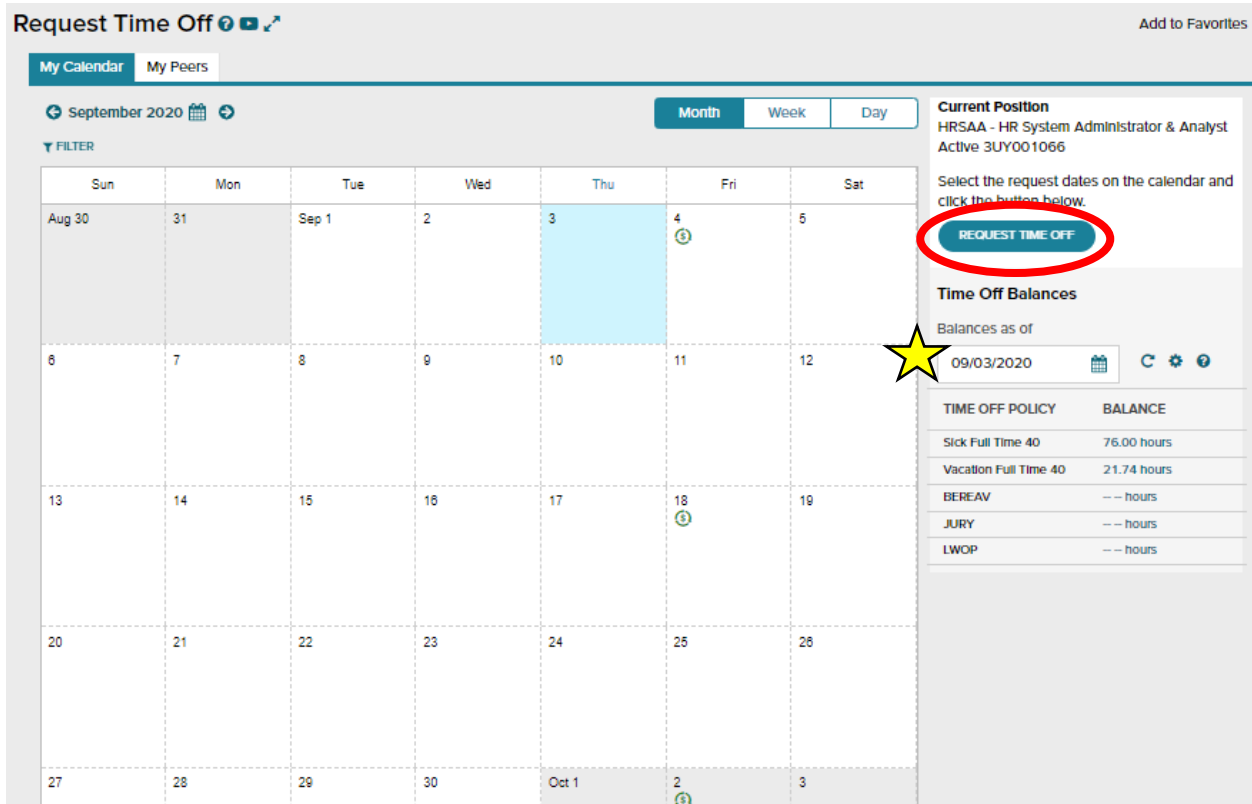 Request Time Off
Add to Favorites
My Calendar My Peers
September 2020
Month Week Day
FILTER
Sun Mon Tue Wed Thu Fri Sat
Aug 30 31 Sep 1 2 3 4 5
6 7 8 9 10 11 12
13 14 15 16 17 18 19
20 21 22 23 24 25 26
27 28 29 30 Oct 1 2 3
Current Position
HRSAA - HR System Administrator & Analyst
Active 3UY001066
Select the request dates on the calendar and
click the button below.
REQUEST TIME OFF
Time Off Balances
Balances as of
09/03/2020
TIME OFF POLICY BALANCE
Sick Full Time 40 76.00 hours
Vacation Full Time 40 21.74 hours
BEREAV -- hours
JURY -- hours
LWOP -- hours